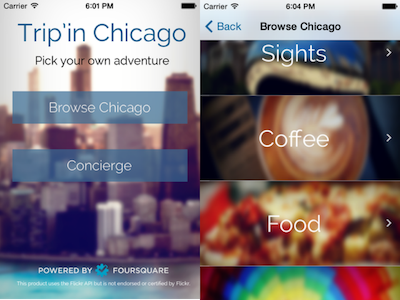 Carrier 6:01 PM
Trip'in Chicago
Pick your own adventure
Browse Chicago
Concierge
POWERED BY FOURSQUARE
This product uses the Flickr API but is not endorsed or certified by Flickr.
Carrier 6:04 PM
Back Browse Chicago
Sights
Coffee
Food